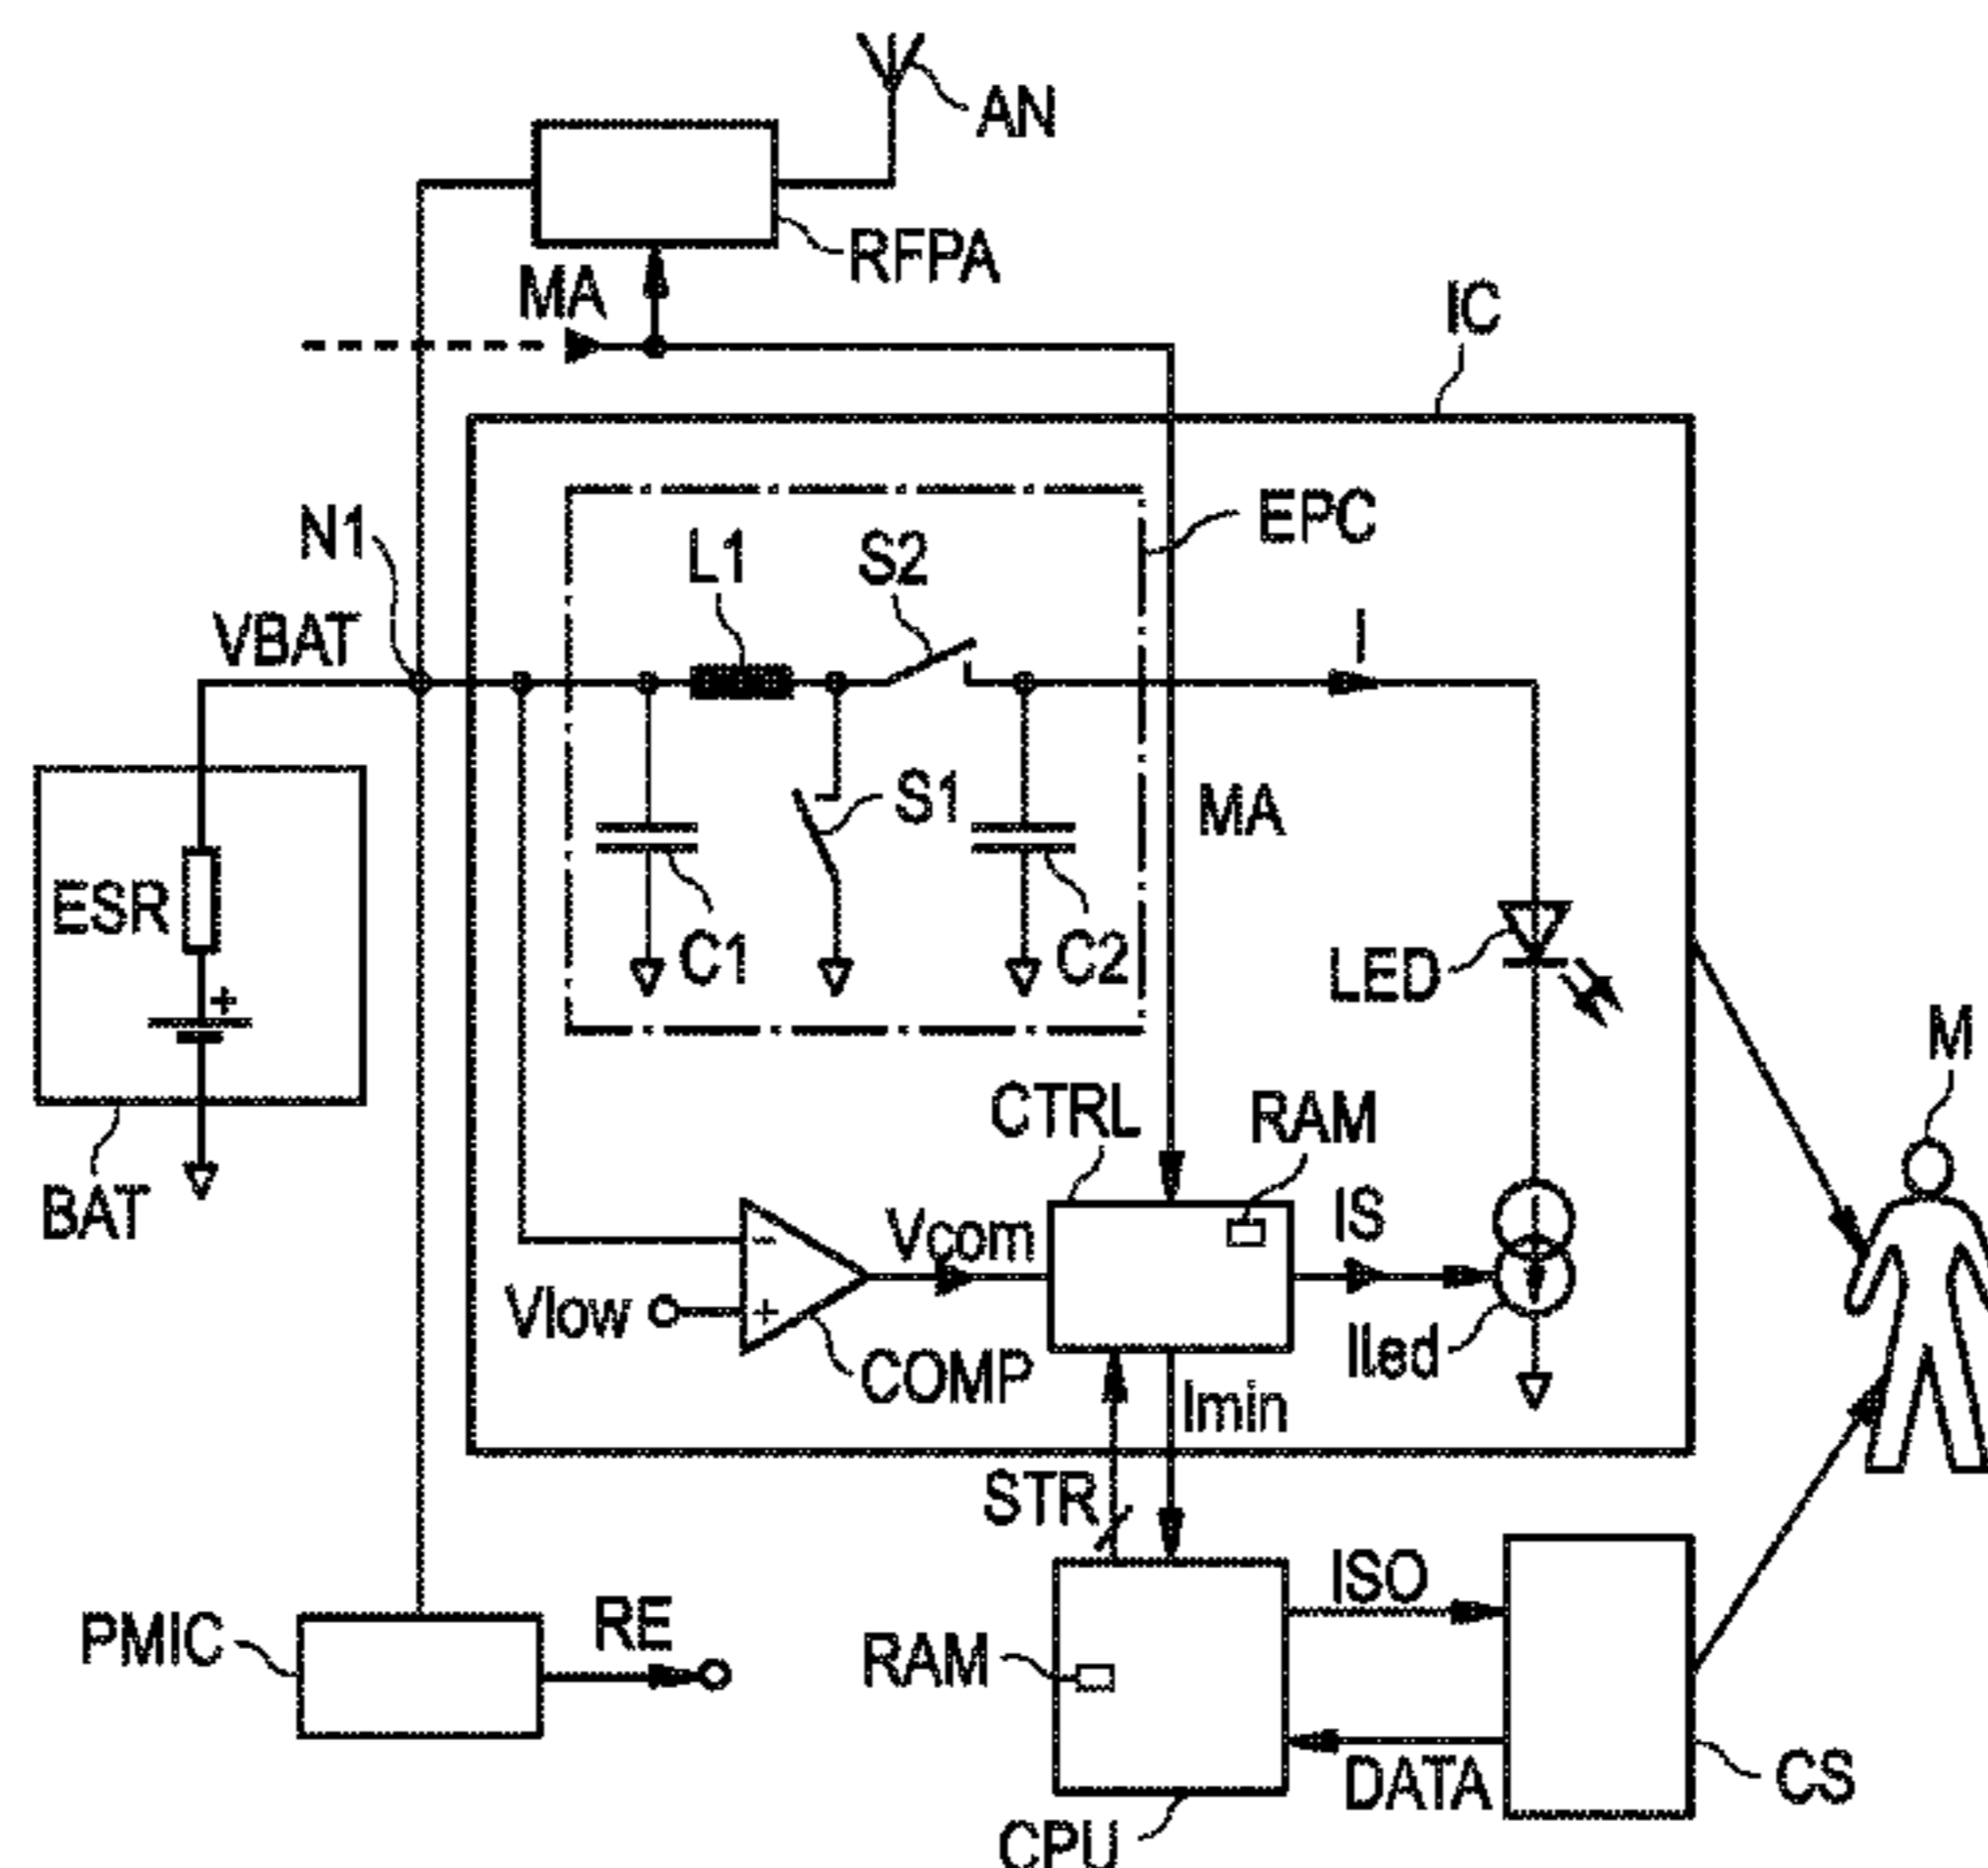 AN
RFPA
MA
IC
N1
EPC
L1
S2
VBAT
I
S1
MA
ESR
C1
C2
LED
+
M
CTRL
RAM
BAT
Vcom
IS
-
Vlow
+
COMP
Iled
Imin
STR
ISO
PMIC
RE
RAM
DATA
CS
CPU